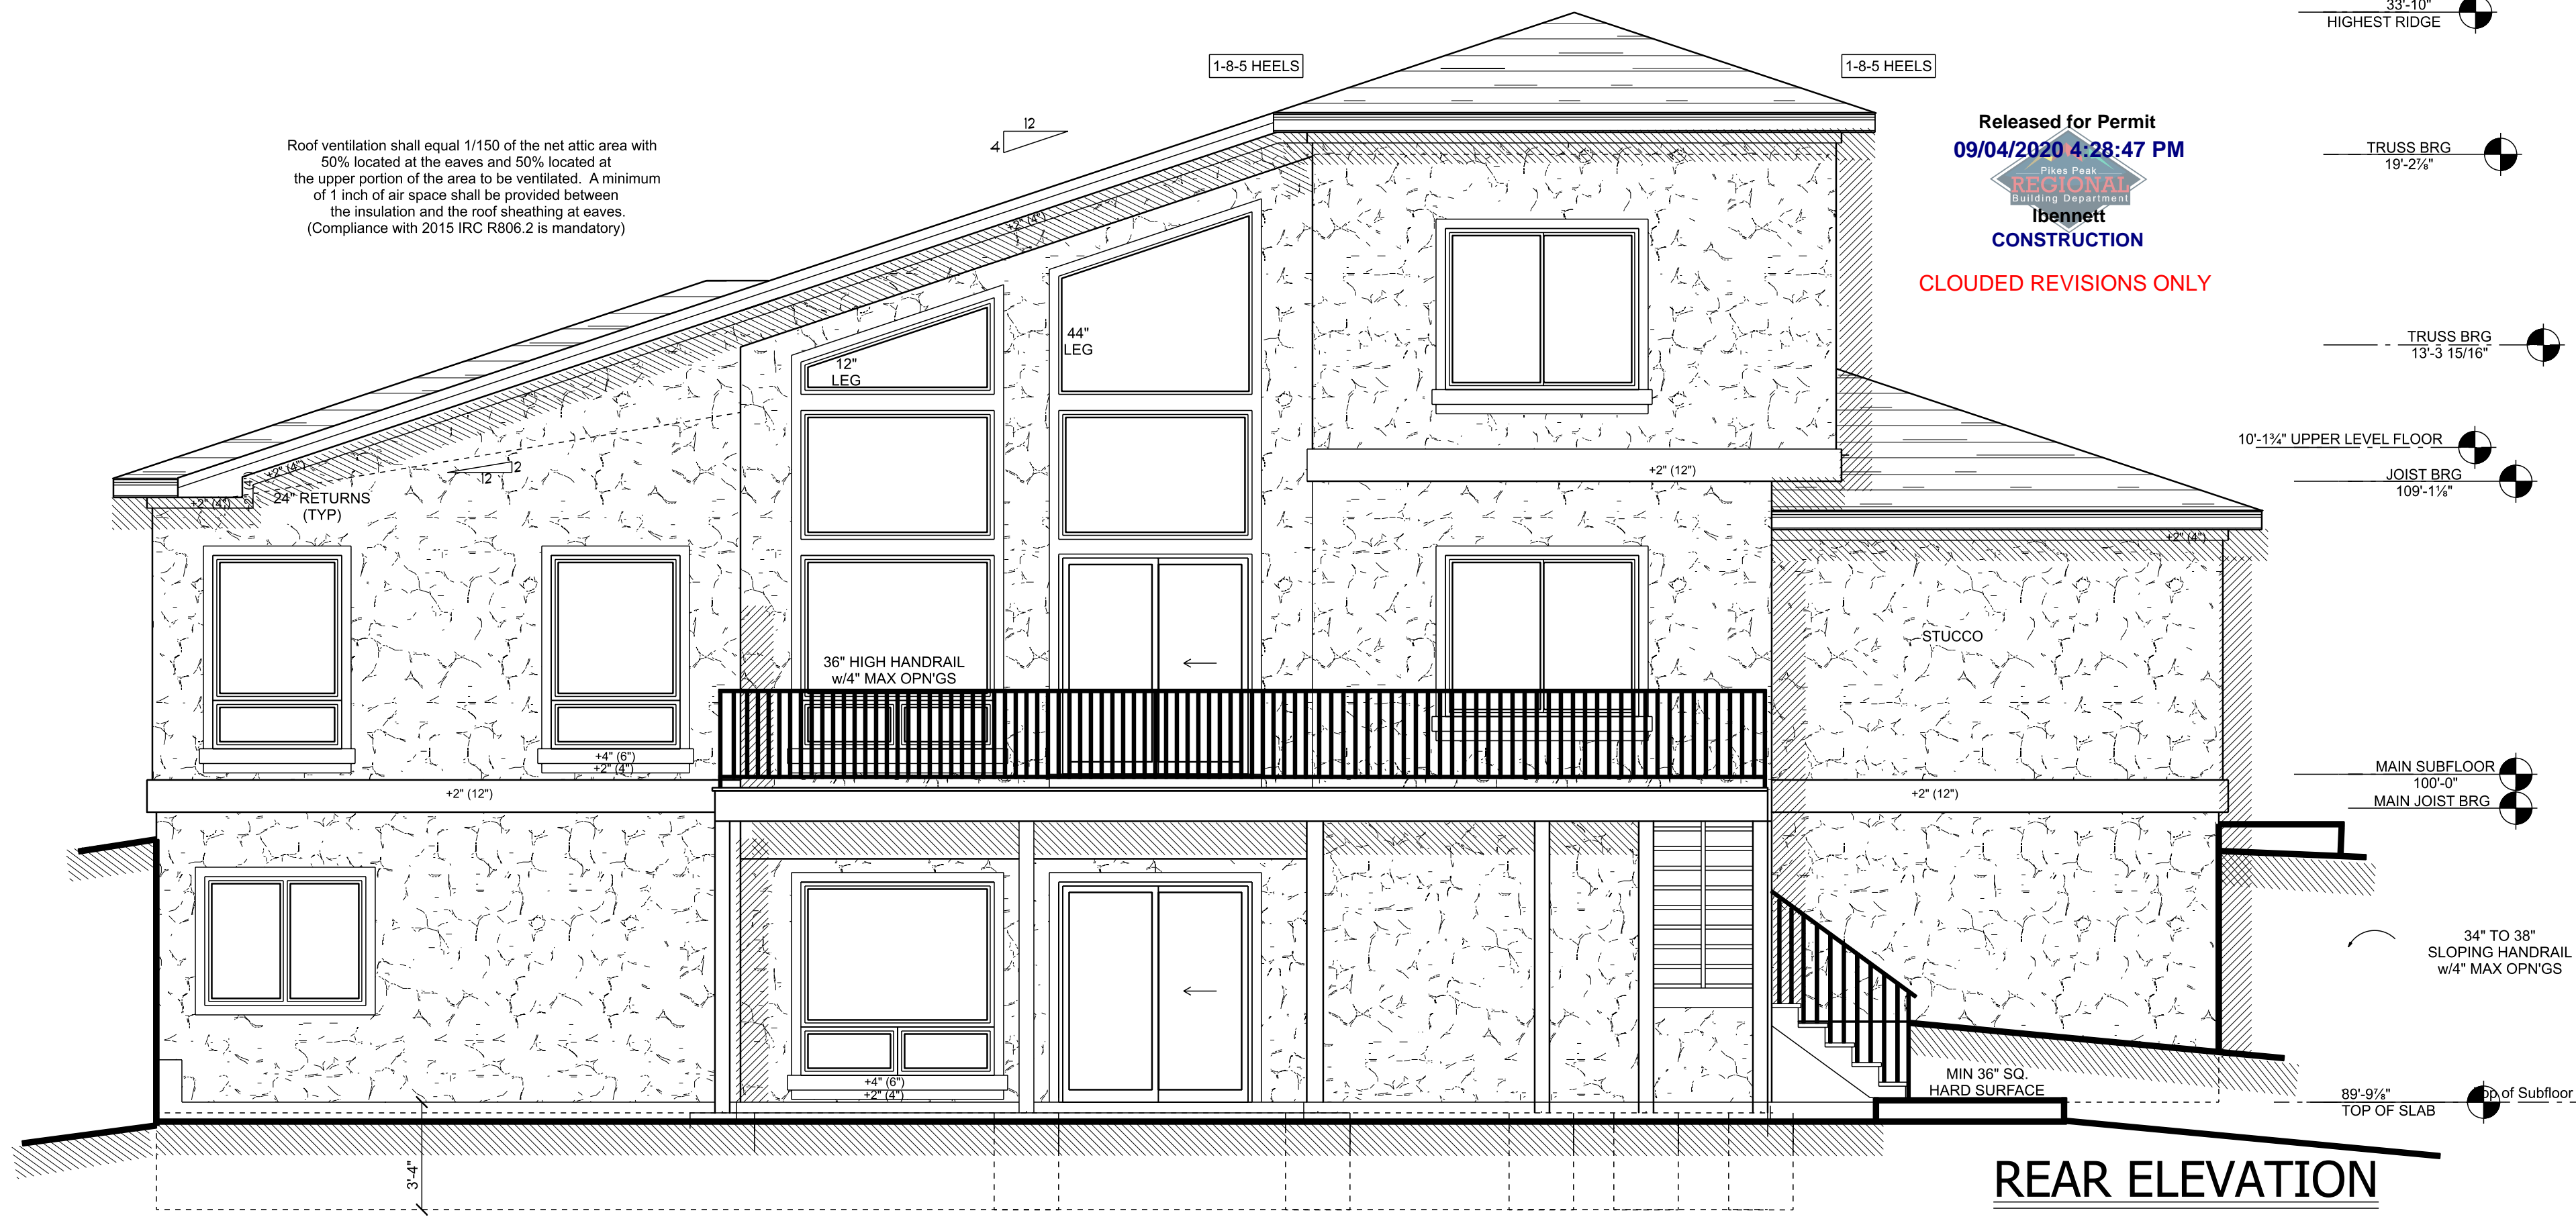 33'-10"
HIGHEST RIDGE
1-8-5 HEELS
1-8-5 HEELS
12
4
Released for Permit
09/04/2020 4:28:47 PM
Pikes Peak
REGIONAL
Building Department
lbennett
CONSTRUCTION
CLOUDED REVISIONS ONLY
Roof ventilation shall equal 1/150 of the net attic area with
50% located at the eaves and 50% located at
the upper portion of the area to be ventilated. A minimum
of 1 inch of air space shall be provided between
the insulation and the roof sheathing at eaves.
(Compliance with 2015 IRC R806.2 is mandatory)
TRUSS BRG
19'-2⅞"
+2" (4")
44"
LEG
12"
LEG
TRUSS BRG
13'-3 15/16"
10'-1¾" UPPER LEVEL FLOOR
JOIST BRG
109'-1⅛"
2
12
+2" (4")
+2" (4")
+2" (4")
24" RETURNS
(TYP)
+2" (12")
+2" (4")
STUCCO
36" HIGH HANDRAIL
w/4" MAX OPN'GS
+4" (6")
+2" (4")
+2" (12")
+2" (12")
MAIN SUBFLOOR
100'-0"
MAIN JOIST BRG
34" TO 38"
SLOPING HANDRAIL
w/4" MAX OPN'GS
MIN 36" SQ.
HARD SURFACE
+4" (6")
+2" (4")
89'-9⅞"
TOP OF SLAB
Top of Subfloor
3'-4"
REAR ELEVATION